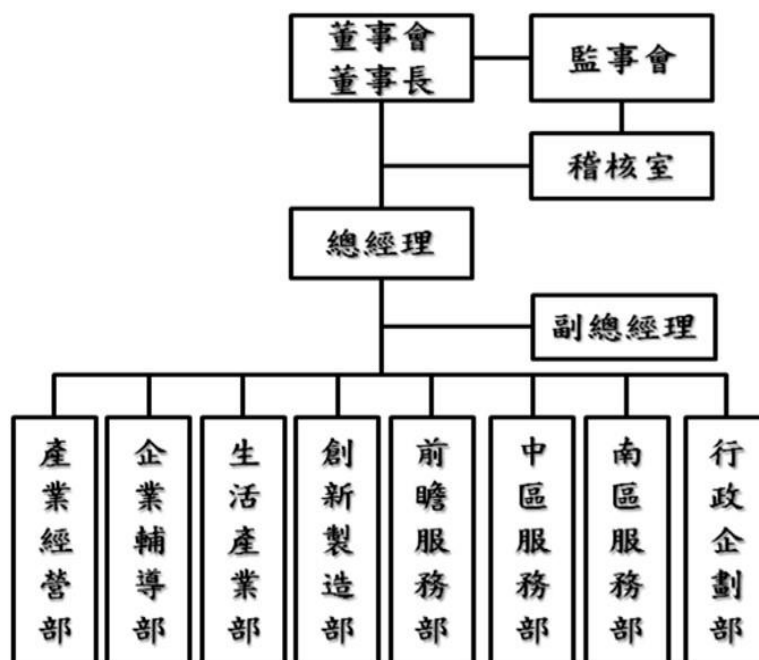 董事會
董事長
監事會
稽核室
總經理
副總經理
產業經營部
企業輔導部
生活產業部
創新製造部
前瞻服務部
中區服務部
南區服務部
行政企劃部